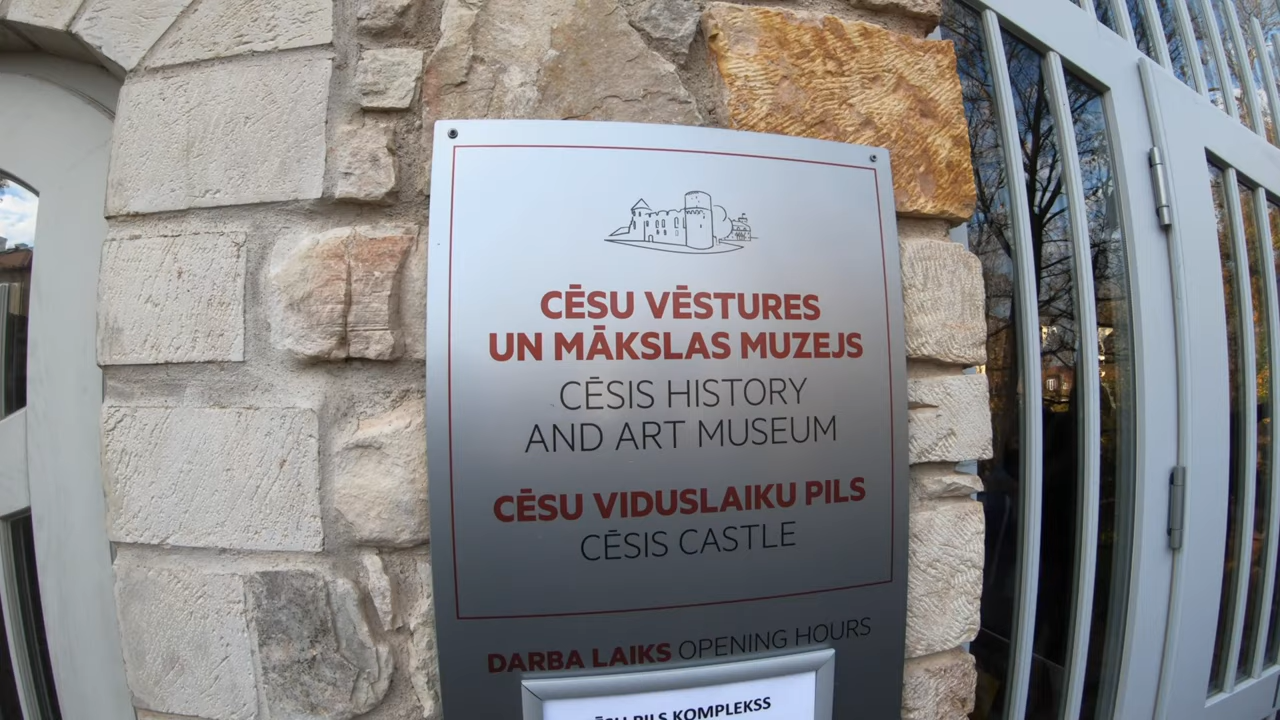 CĒSU VĒSTURES
UN MĀKSLAS MUZEJS
CĒSIS HISTORY
AND ART MUSEUM
CĒSU VIDUSLAIKU PILS
CĒSIS CASTLE
DARBA LAIKS OPENING HOURS
PILS KOMPLEKSS